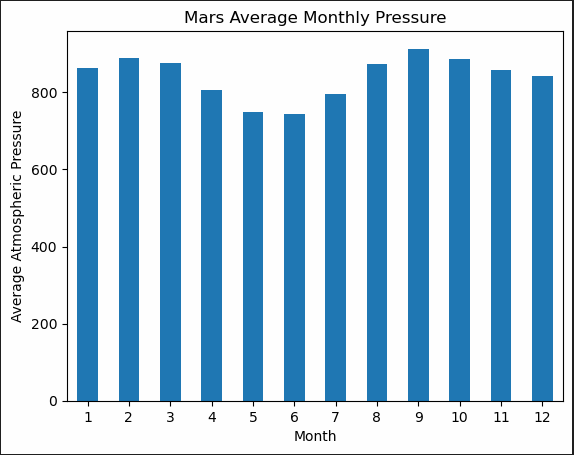 Mars Average Monthly Pressure
Average Atmospheric Pressure
800
600
400
200
0
1 2 3 4 5 6 7 8 9 10 11 12
Month